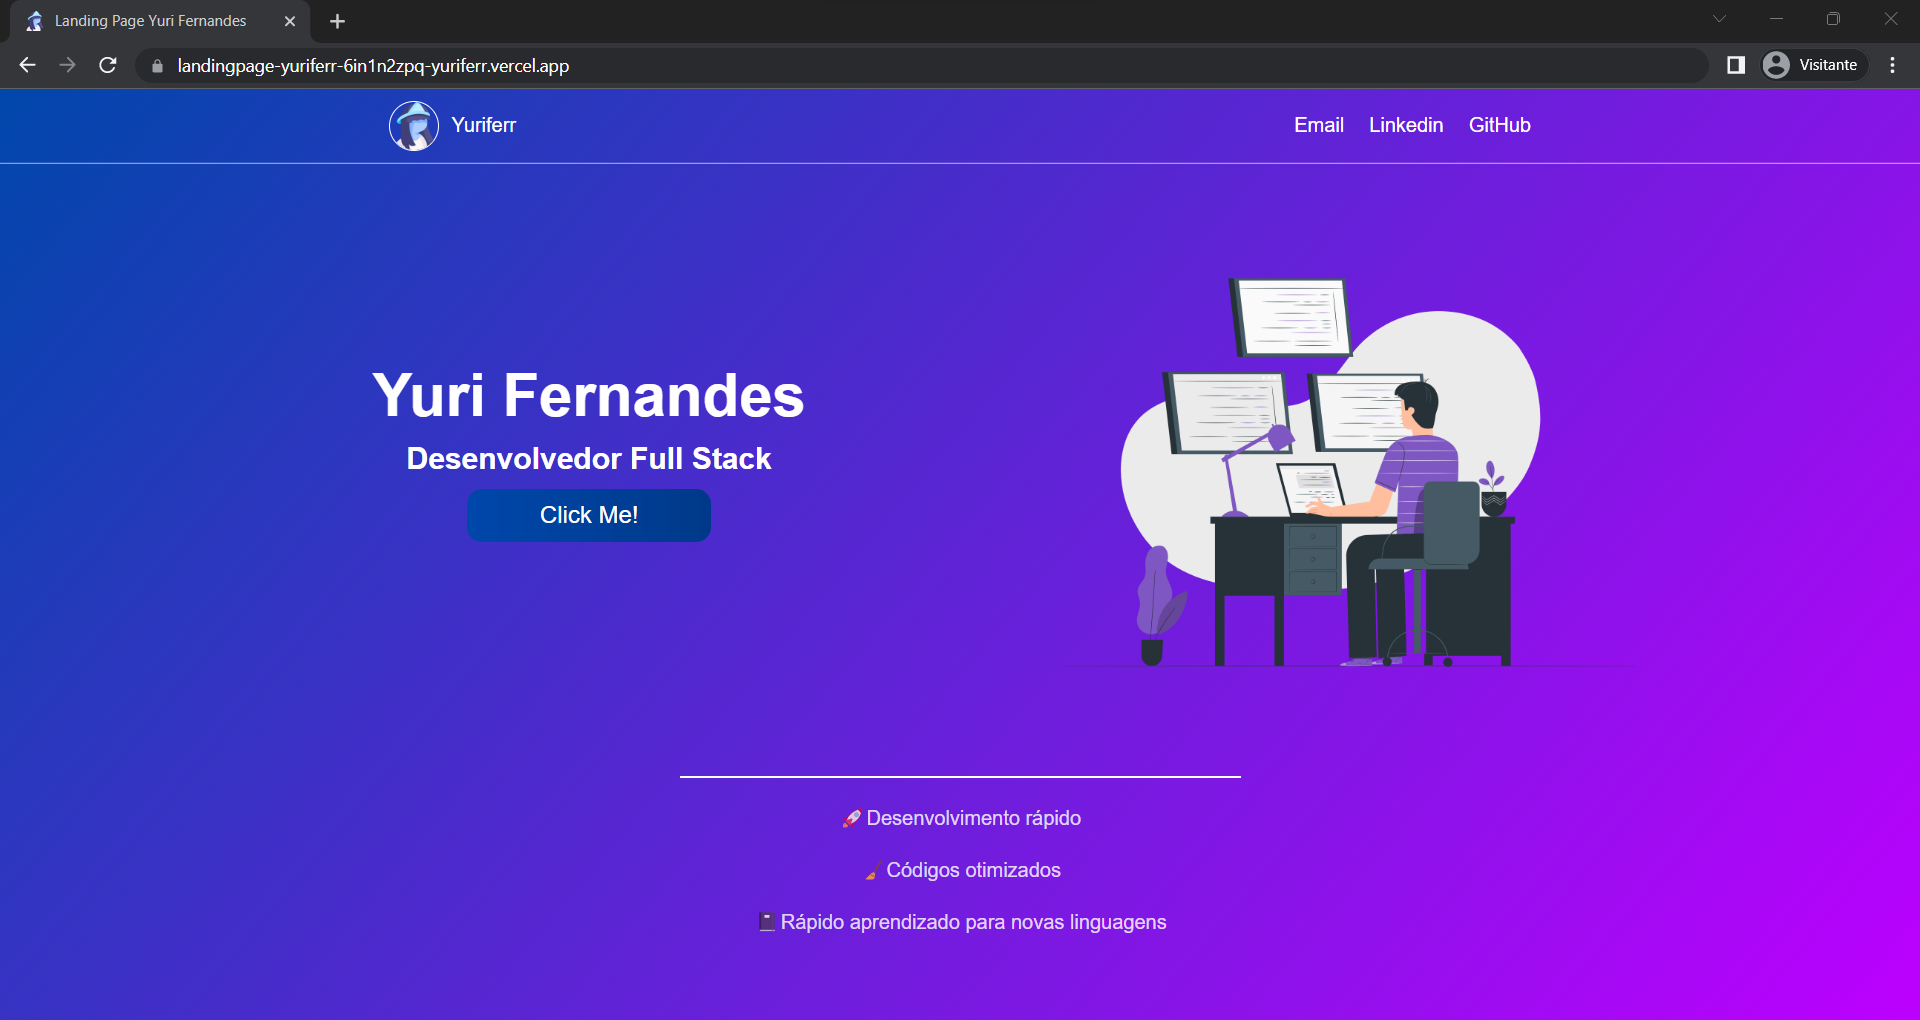 Landing Page Yuri Fernandes
landingpage-yuriferr-6in1n2zpq-yuriferr.vercel.app
Visitante
Yuriferr
Email Linkedin GitHub
Yuri Fernandes
Desenvolvedor Full Stack
Click Me!
🚀 Desenvolvimento rápido
🧹 Códigos otimizados
📓 Rápido aprendizado para novas linguagens